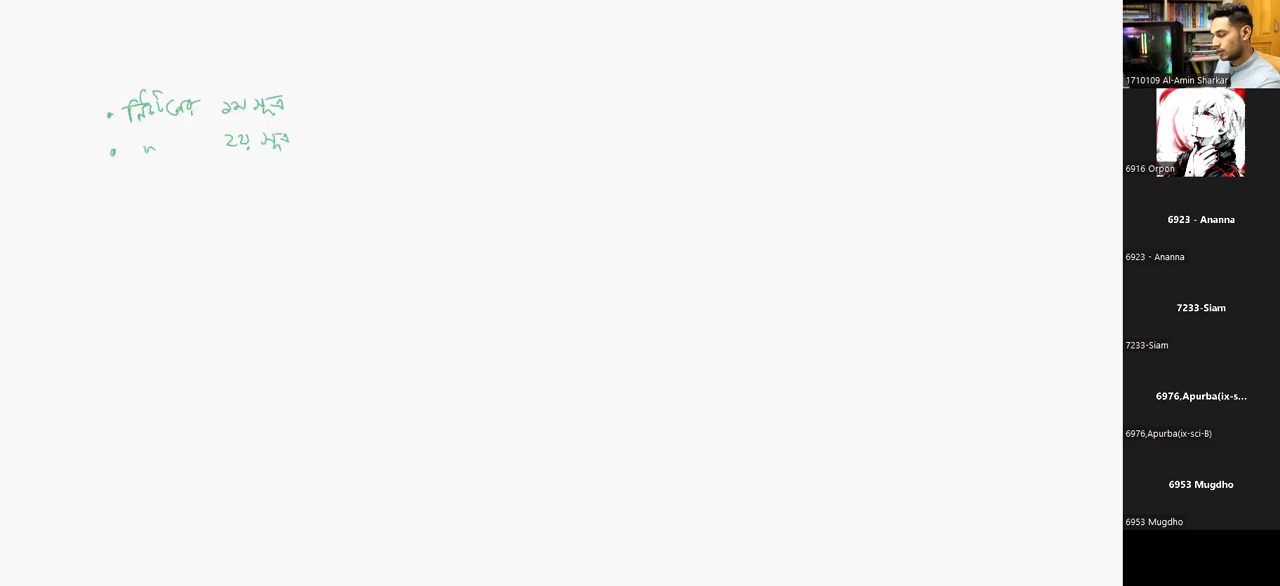 • নিউটনের ১ম সূত্র
• " ২য় সূত্র
1710109 Al-Amin Sharkar
6916 Orpon
6923 - Ananna
6923 - Ananna
7233-Siam
7233-Siam
6976,Apurba(ix-s...
6976,Apurba(ix-sci-B)
6953 Mugdho
6953 Mugdho